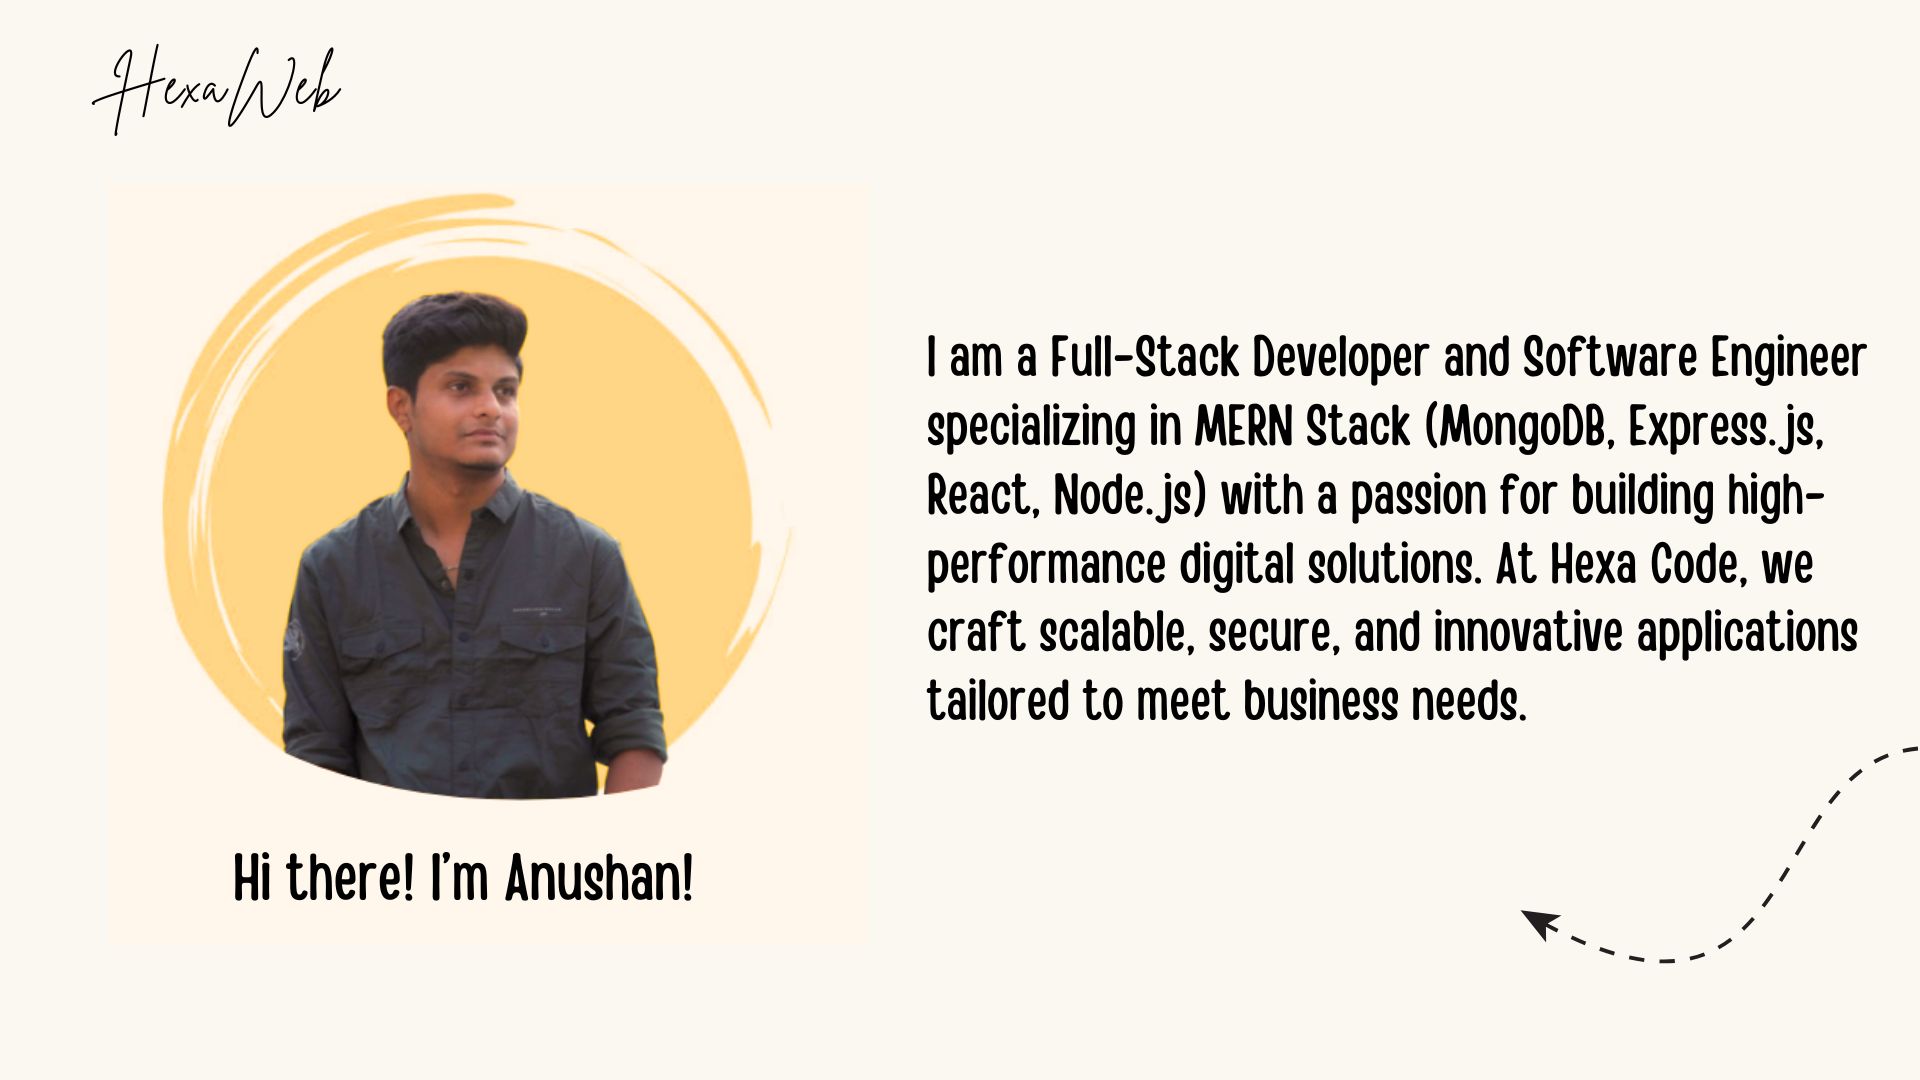 HexaWeb
Hi there! I'm Anushan!
I am a Full-Stack Developer and Software Engineer
specializing in MERN Stack (MongoDB, Express.js,
React, Node.js) with a passion for building high-
performance digital solutions. At Hexa Code, we
craft scalable, secure, and innovative applications
tailored to meet business needs.